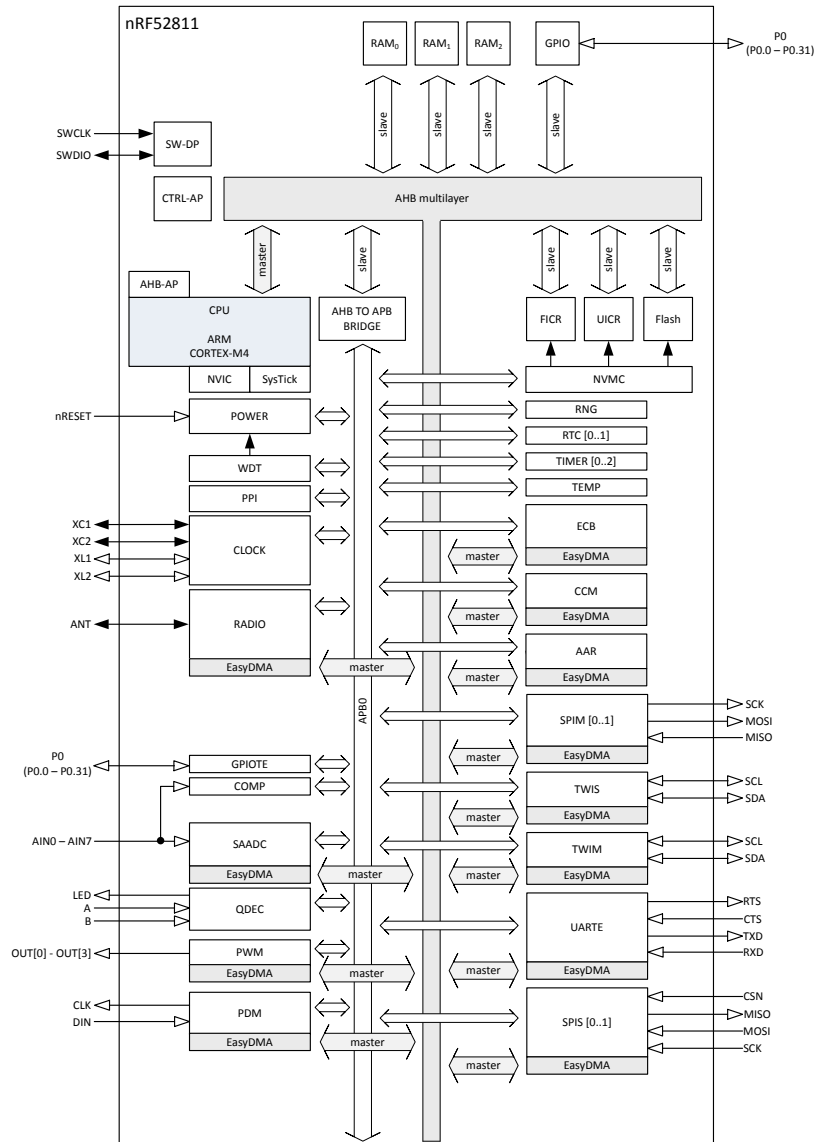 nRF52811
RAM0
RAM1
RAM2
GPIO
P0
(P0.0 – P0.31)
slave
slave
slave
slave
SWCLK
SWDIO
SW-DP
CTRL-AP
AHB multilayer
master
slave
slave
slave
slave
AHB-AP
CPU
ARM
CORTEX-M4
NVIC
SysTick
AHB TO APB
BRIDGE
FICR
UICR
Flash
NVMC
nRESET
POWER
RNG
RTC [0..1]
WDT
TIMER [0..2]
PPI
TEMP
XC1
XC2
XL1
XL2
CLOCK
ECB
master
EasyDMA
CCM
master
EasyDMA
ANT
RADIO
EasyDMA
master
AAR
master
EasyDMA
APB0
SPIM [0..1]
SCK
MOSI
MISO
master
EasyDMA
P0
(P0.0 – P0.31)
GPIOTE
COMP
TWIS
SCL
SDA
master
EasyDMA
AIN0 – AIN7
SAADC
EasyDMA
master
TWIM
SCL
SDA
master
EasyDMA
LED
A
B
QDEC
UARTE
RTS
CTS
TXD
RXD
master
EasyDMA
OUT[0] - OUT[3]
PWM
EasyDMA
master
CLK
DIN
PDM
EasyDMA
master
SPIS [0..1]
CSN
MISO
MOSI
SCK
master
EasyDMA